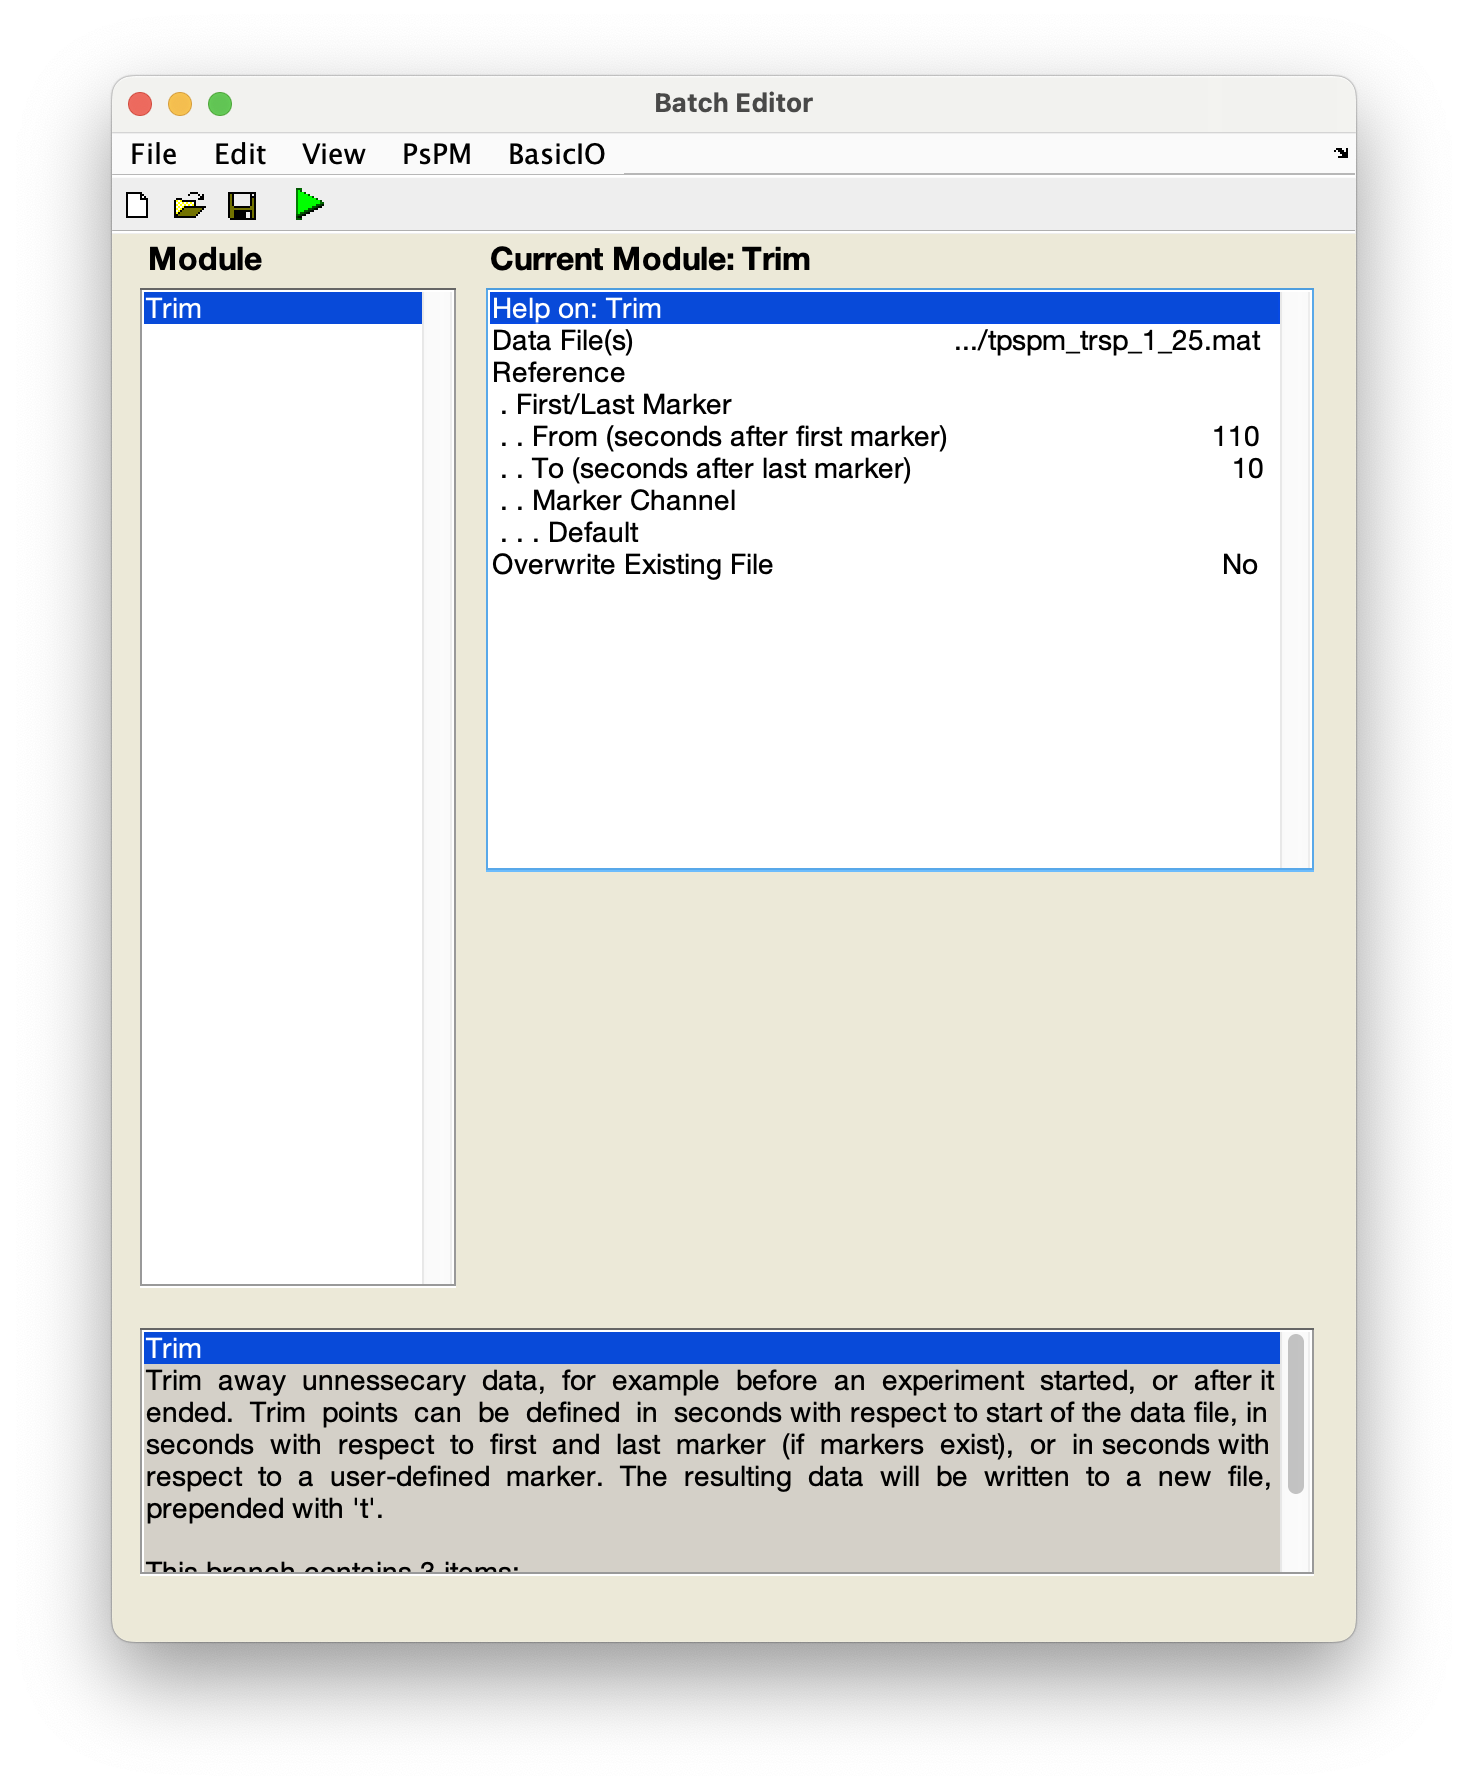 Batch Editor
File Edit View PsPM BasicIO
Module
Trim
Current Module: Trim
Help on: Trim
Data File(s) .../tpspm_trsp_1_25.mat
Reference
. First/Last Marker
. . From (seconds after first marker) 110
. . To (seconds after last marker) 10
. . Marker Channel
. . . Default
Overwrite Existing File No
Trim
Trim away unnessecary data, for example before an experiment started, or after it
ended. Trim points can be defined in seconds with respect to start of the data file, in
seconds with respect to first and last marker (if markers exist), or in seconds with
respect to a user-defined marker. The resulting data will be written to a new file,
prepended with 't'.
This branch contains 3 items: